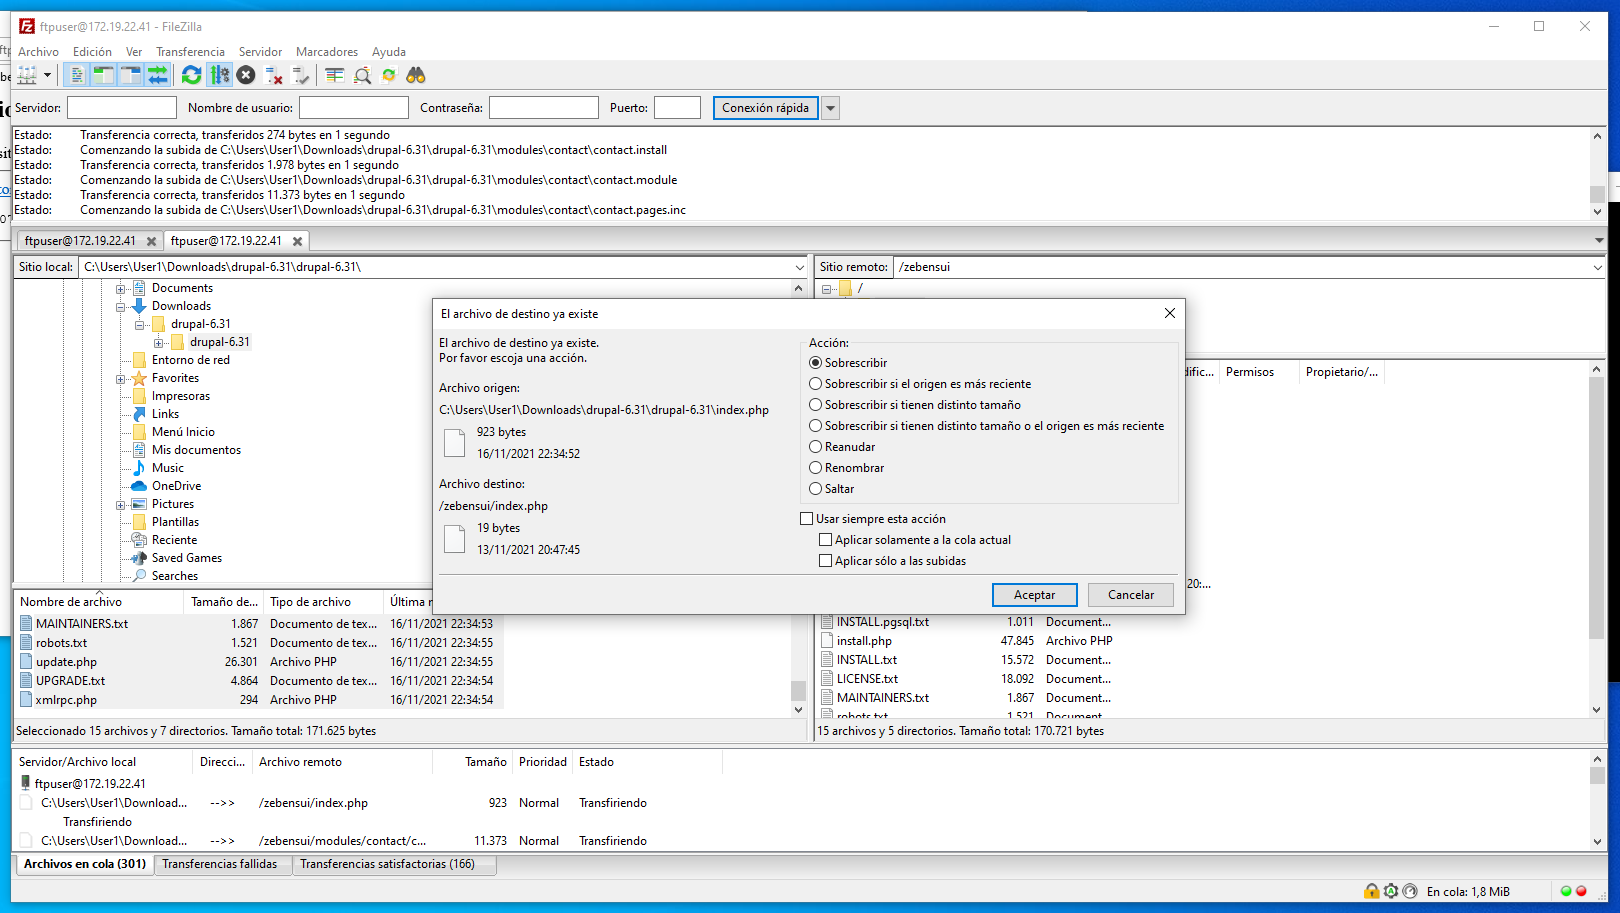 ftpuser@172.19.22.41 - FileZilla
Archivo Edición Ver Transferencia Servidor Marcadores Ayuda
Servidor: Nombre de usuario: Contraseña: Puerto: Conexión rápida
Estado: Transferencia correcta, transferidos 274 bytes en 1 segundo
Estado: Comenzando la subida de C:\Users\User1\Downloads\drupal-6.31\drupal-6.31\modules\contact\contact.install
Estado: Transferencia correcta, transferidos 1.978 bytes en 1 segundo
Estado: Comenzando la subida de C:\Users\User1\Downloads\drupal-6.31\drupal-6.31\modules\contact\contact.module
Estado: Transferencia correcta, transferidos 11.373 bytes en 1 segundo
Estado: Comenzando la subida de C:\Users\User1\Downloads\drupal-6.31\drupal-6.31\modules\contact\contact.pages.inc
ftpuser@172.19.22.41 ftpuser@172.19.22.41
Sitio local: C:\Users\User1\Downloads\drupal-6.31\drupal-6.31\
Documents
Downloads
drupal-6.31
drupal-6.31
Entorno de red
Favorites
Impresoras
Links
Menú Inicio
Mis documentos
Music
OneDrive
Pictures
Plantillas
Reciente
Saved Games
Searches
Sitio remoto: /zebensui
/
El archivo de destino ya existe
El archivo de destino ya existe.
Por favor escoja una acción.
Archivo origen:
C:\Users\User1\Downloads\drupal-6.31\drupal-6.31\index.php
923 bytes
16/11/2021 22:34:52
Archivo destino:
/zebensui/index.php
19 bytes
13/11/2021 20:47:45
Acción:
Sobrescribir
Sobrescribir si el origen es más reciente
Sobrescribir si tienen distinto tamaño
Sobrescribir si tienen distinto tamaño o el origen es más reciente
Reanudar
Renombrar
Saltar
Usar siempre esta acción
Aplicar solamente a la cola actual
Aplicar sólo a las subidas
Aceptar Cancelar
dific... Permisos Propietario/...
20:...
Nombre de archivo Tamaño de... Tipo de archivo Última
MAINTAINERS.txt 1.867 Documento de tex... 16/11/2021 22:34:53
robots.txt 1.521 Documento de tex... 16/11/2021 22:34:55
update.php 26.301 Archivo PHP 16/11/2021 22:34:55
UPGRADE.txt 4.864 Documento de tex... 16/11/2021 22:34:54
xmlrpc.php 294 Archivo PHP 16/11/2021 22:34:54
Seleccionado 15 archivos y 7 directorios. Tamaño total: 171.625 bytes
INSTALL.pgsql.txt 1.011 Document...
install.php 47.845 Archivo PHP
INSTALL.txt 15.572 Document...
LICENSE.txt 18.092 Document...
MAINTAINERS.txt 1.867 Document...
robots.txt 1.521 Document...
15 archivos y 5 directorios. Tamaño total: 170.721 bytes
Servidor/Archivo local Direcci... Archivo remoto Tamaño Prioridad Estado
ftpuser@172.19.22.41
C:\Users\User1\Download... -->> /zebensui/index.php 923 Normal Transfiriendo
Transfiriendo
C:\Users\User1\Download... -->> /zebensui/modules/contact/c... 11.373 Normal Transfiriendo
Archivos en cola (301) Transferencias fallidas Transferencias satisfactorias (166)
En cola: 1,8 MiB